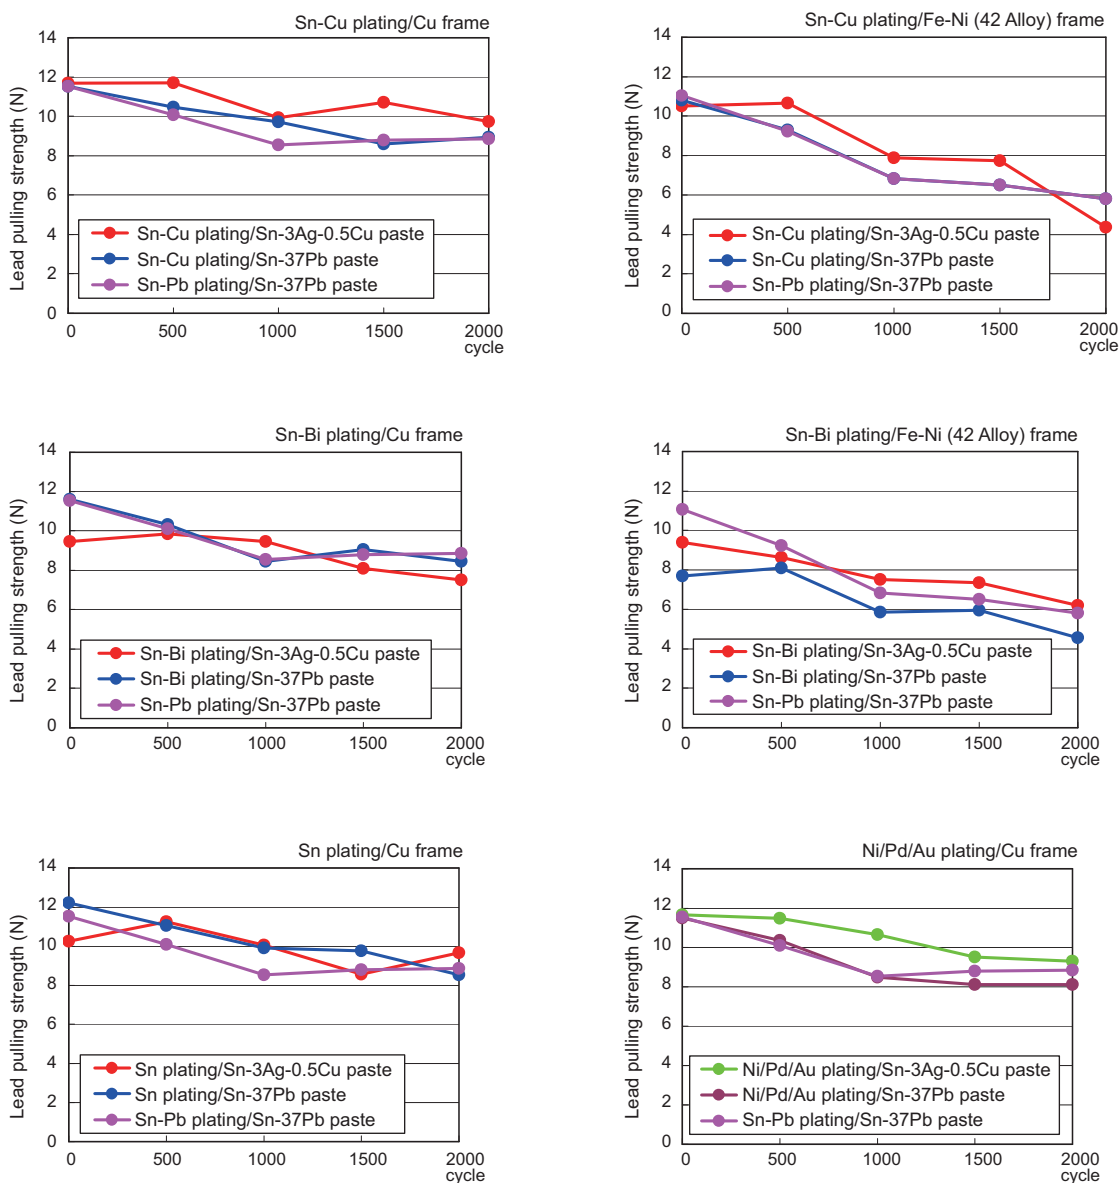 Sn-Cu plating/Cu frame
Lead pulling strength (N)
14
12
10
8
6
4
2
0
Sn-Cu plating/Sn-3Ag-0.5Cu paste
Sn-Cu plating/Sn-37Pb paste
Sn-Pb plating/Sn-37Pb paste
0 500 1000 1500 2000
cycle
Sn-Cu plating/Fe-Ni (42 Alloy) frame
Lead pulling strength (N)
14
12
10
8
6
4
2
0
Sn-Cu plating/Sn-3Ag-0.5Cu paste
Sn-Cu plating/Sn-37Pb paste
Sn-Pb plating/Sn-37Pb paste
0 500 1000 1500 2000
cycle
Sn-Bi plating/Cu frame
Lead pulling strength (N)
14
12
10
8
6
4
2
0
Sn-Bi plating/Sn-3Ag-0.5Cu paste
Sn-Bi plating/Sn-37Pb paste
Sn-Pb plating/Sn-37Pb paste
0 500 1000 1500 2000
cycle
Sn-Bi plating/Fe-Ni (42 Alloy) frame
Lead pulling strength (N)
14
12
10
8
6
4
2
0
Sn-Bi plating/Sn-3Ag-0.5Cu paste
Sn-Bi plating/Sn-37Pb paste
Sn-Pb plating/Sn-37Pb paste
0 500 1000 1500 2000
cycle
Sn plating/Cu frame
Lead pulling strength (N)
14
12
10
8
6
4
2
0
Sn plating/Sn-3Ag-0.5Cu paste
Sn plating/Sn-37Pb paste
Sn-Pb plating/Sn-37Pb paste
0 500 1000 1500 2000
cycle
Ni/Pd/Au plating/Cu frame
Lead pulling strength (N)
14
12
10
8
6
4
2
0
Ni/Pd/Au plating/Sn-3Ag-0.5Cu paste
Ni/Pd/Au plating/Sn-37Pb paste
Sn-Pb plating/Sn-37Pb paste
0 500 1000 1500 2000
cycle